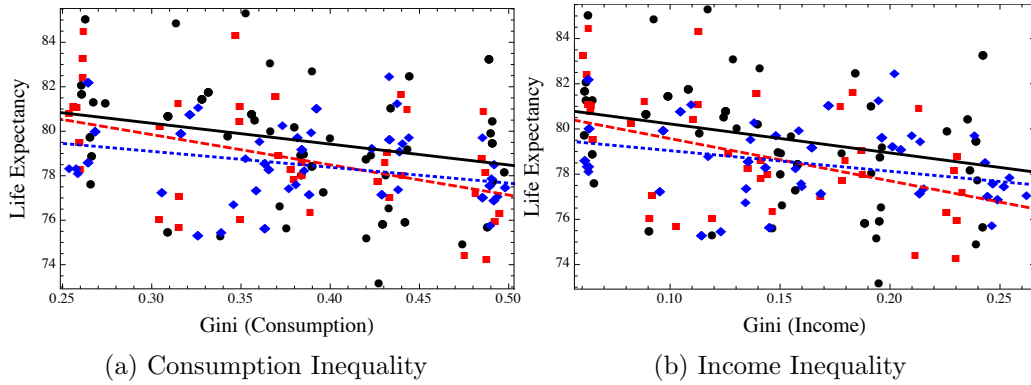 84
82
80
78
76
74
Life Expectancy
0.25 0.30 0.35 0.40 0.45 0.50
Gini (Consumption)
(a) Consumption Inequality
84
82
80
78
76
74
Life Expectancy
0.10 0.15 0.20 0.25
Gini (Income)
(b) Income Inequality